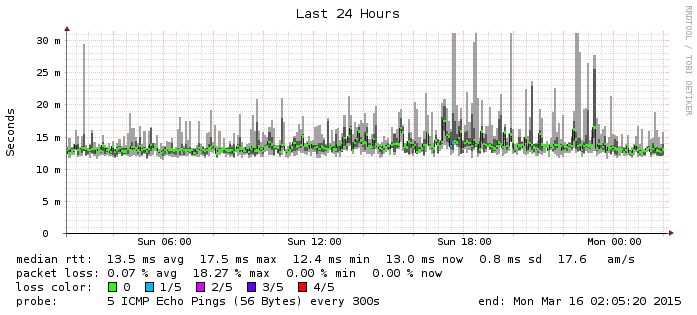 Last 24 Hours
RRDTOOL / TOBI OETIKER
Seconds
30 m
25 m
20 m
15 m
10 m
5 m
0
Sun 06:00 Sun 12:00 Sun 18:00 Mon 00:00
median rtt: 13.5 ms avg 17.5 ms max 12.4 ms min 13.0 ms now 0.8 ms sd 17.6 am/s
packet loss: 0.07 % avg 18.27 % max 0.00 % min 0.00 % now
loss color: 0 1/5 2/5 3/5 4/5
probe: 5 ICMP Echo Pings (56 Bytes) every 300s end: Mon Mar 16 02:05:20 2015